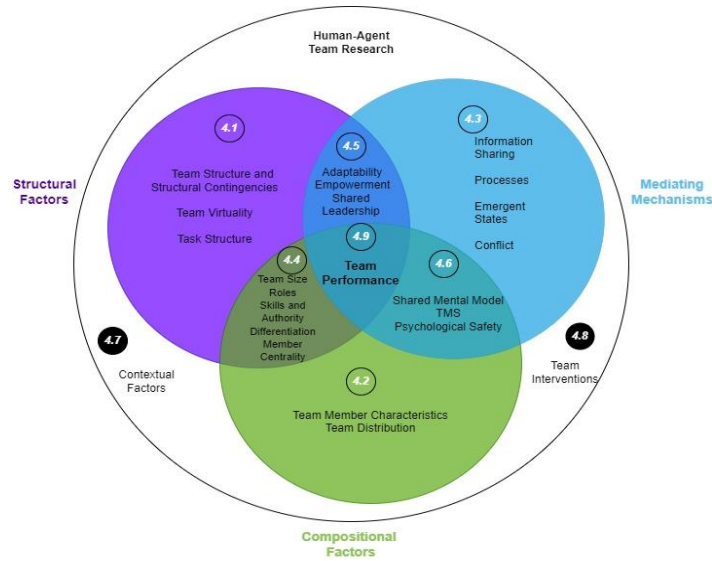 Human-Agent
Team Research
4.1
4.3
4.5
Information
Sharing
Processes
Emergent
States
Conflict
Team Structure and
Structural Contingencies
Team Virtuality
Task Structure
Adaptability
Empowerment
Shared
Leadership
Structural
Factors
Mediating
Mechanisms
4.9
Team
Performance
4.4
Team Size
Roles
Skills and
Authority
Differentiation
Member
Centrality
4.6
Shared Mental Model
TMS
Psychological Safety
4.7
Contextual
Factors
4.8
Team
Interventions
4.2
Team Member Characteristics
Team Distribution
Compositional
Factors